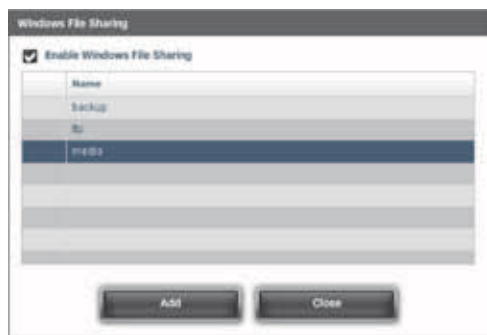 Windows File Sharing
Enable Windows File Sharing
Name
backup
media
Add
Close